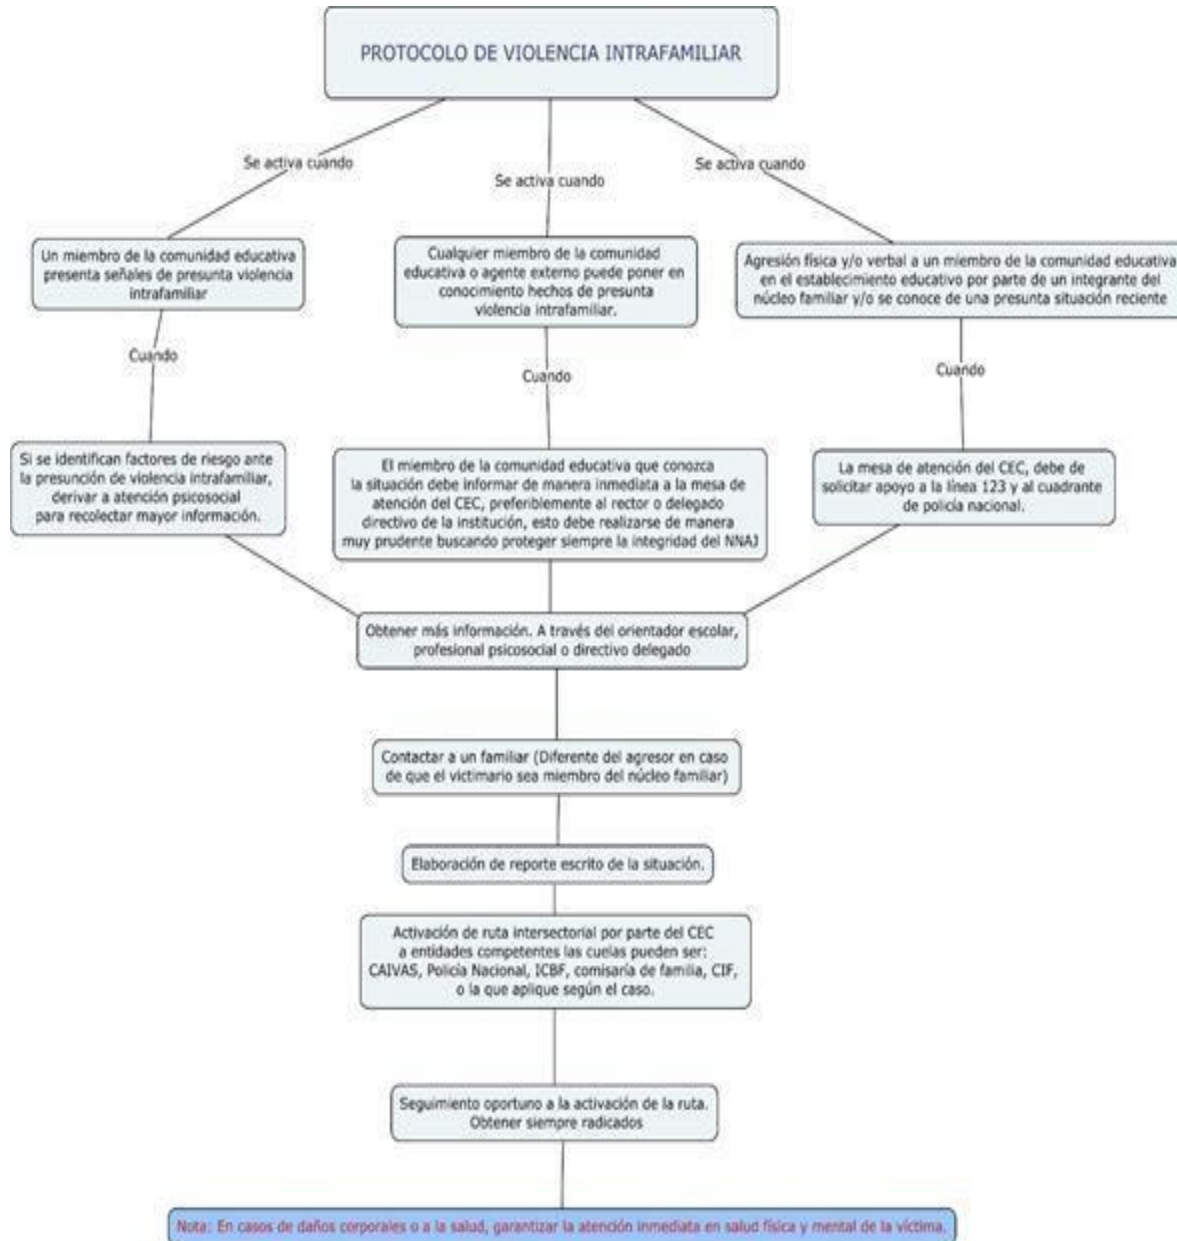 PROTOCOLO DE VIOLENCIA INTRAFAMILIAR
Se activa cuando
Se activa cuando
Se activa cuando
Un miembro de la comunidad educativa
presenta señales de presunta violencia
intrafamiliar
Cualquier miembro de la comunidad
educativa o agente externo puede poner en
conocimiento hechos de presunta
violencia intrafamiliar.
Agresión física y/o verbal a un miembro de la comunidad educativa
en el establecimiento educativo por parte de un integrante del
núcleo familiar y/o se conoce de una presunta situación reciente
Cuando
Cuando
Cuando
Si se identifican factores de riesgo ante
la presunción de violencia intrafamiliar,
derivar a atención psicosocial
para recolectar mayor información.
El miembro de la comunidad educativa que conozca
la situación debe informar de manera inmediata a la mesa de
atención del CEC, preferiblemente al rector o delegado
directivo de la institución, esto debe realizarse de manera
muy prudente buscando proteger siempre la integridad del NNAJ
La mesa de atención del CEC, debe de
solicitar apoyo a la línea 123 y al cuadrante
de policía nacional.
Obtener más información. A través del orientador escolar,
profesional psicosocial o directivo delegado
Contactar a un familiar (Diferente del agresor en caso
de que el victimario sea miembro del núcleo familiar)
Elaboración de reporte escrito de la situación.
Activación de ruta intersectorial por parte del CEC
a entidades competentes las cuelas pueden ser:
CAIVAS, Policía Nacional, ICBF, comisaría de familia, CIF,
o la que aplique según el caso.
Seguimiento oportuno a la activación de la ruta.
Obtener siempre radicados
Nota: En casos de daños corporales o a la salud, garantizar la atención inmediata en salud física y mental de la víctima.